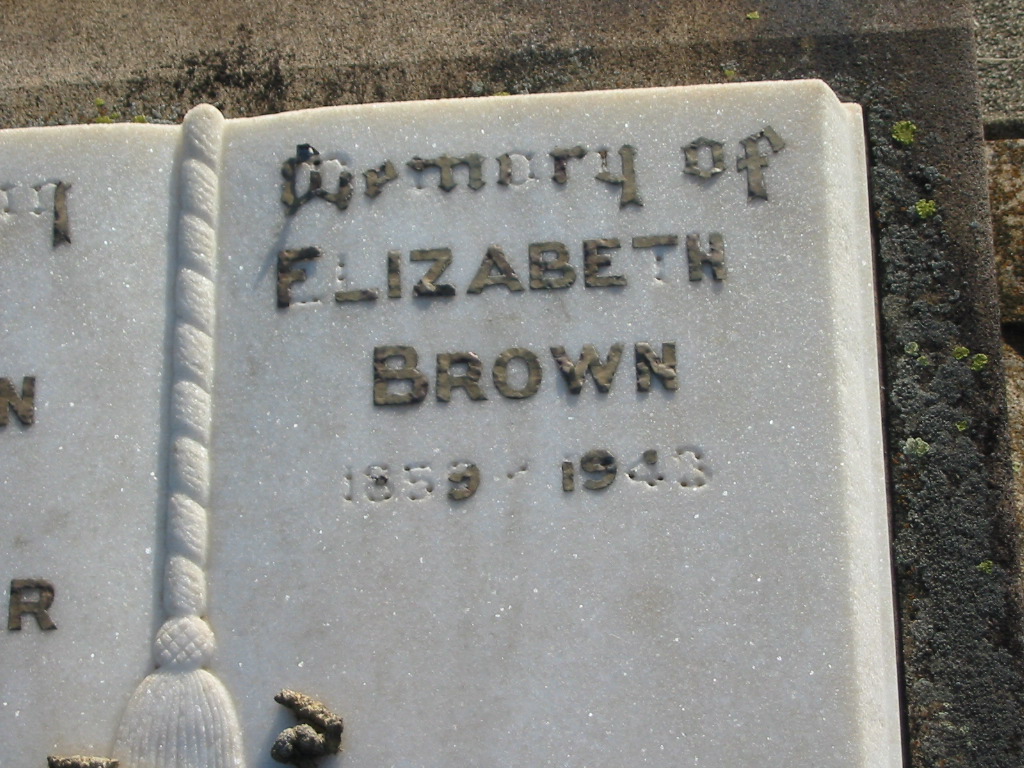 Memory of
ELIZABETH
BROWN
1859 - 1943